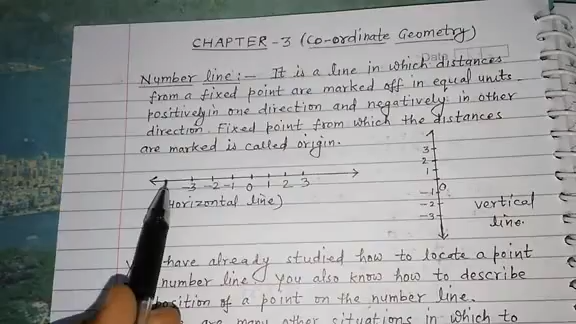 CHAPTER - 3 (Co-ordinate Geometry)
Date
Number line:- It is a line in which distances
from a fixed point are marked off in equal units
positively in one direction and negatively in other
direction. Fixed point from which the distances
are marked is called origin.
-3 -2 -1 0 1 2 3
Horizontal line)
3
2
1
0
-1
-2
-3
vertical
line.
have already studied how to locate a point
number line. You also know how to describe
position of a point on the number line.
many other situations in which to